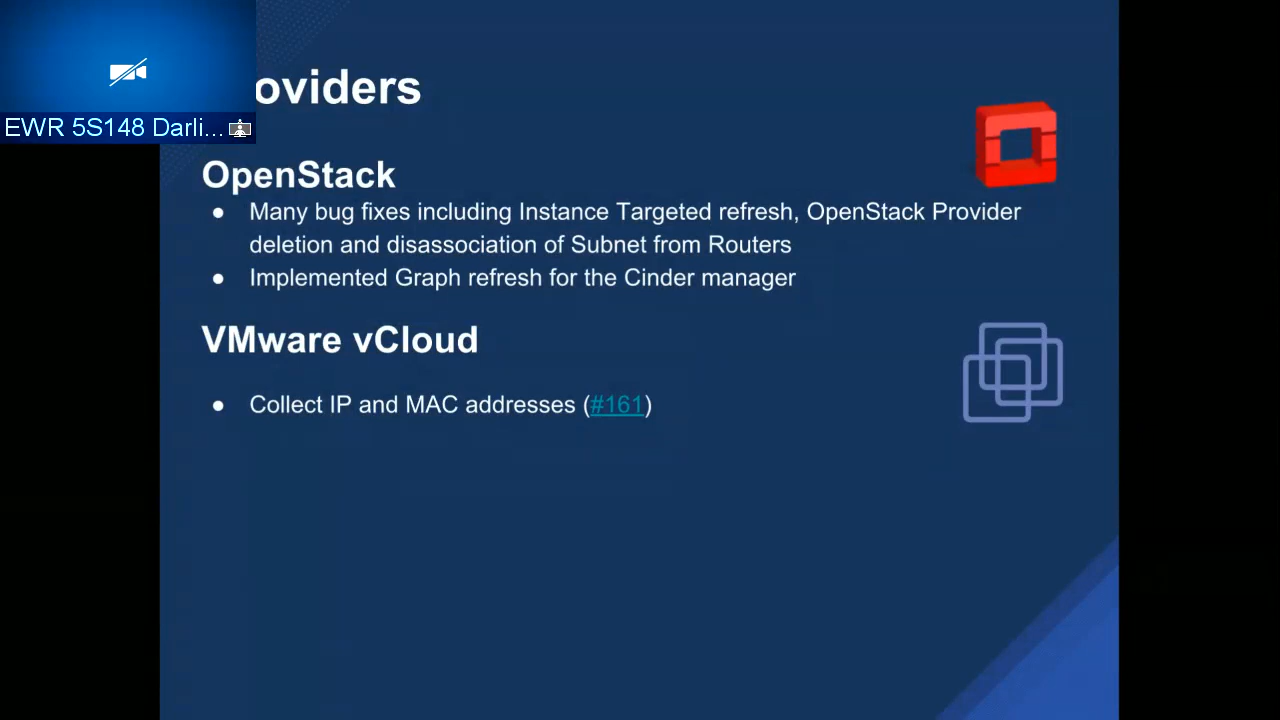 oviders
EWR 5S148 Darli...
OpenStack
● Many bug fixes including Instance Targeted refresh, OpenStack Provider
deletion and disassociation of Subnet from Routers
● Implemented Graph refresh for the Cinder manager
VMware vCloud
● Collect IP and MAC addresses (#161)